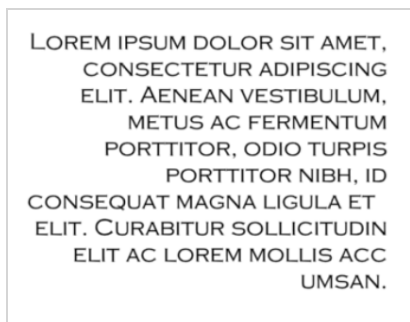 Lorem ipsum dolor sit amet,
consectetur adipiscing
elit. Aenean vestibulum,
metus ac fermentum
porttitor, odio turpis
porttitor nibh, id
consequat magna ligula et
elit. Curabitur sollicitudin
elit ac lorem mollis acc
umsan.